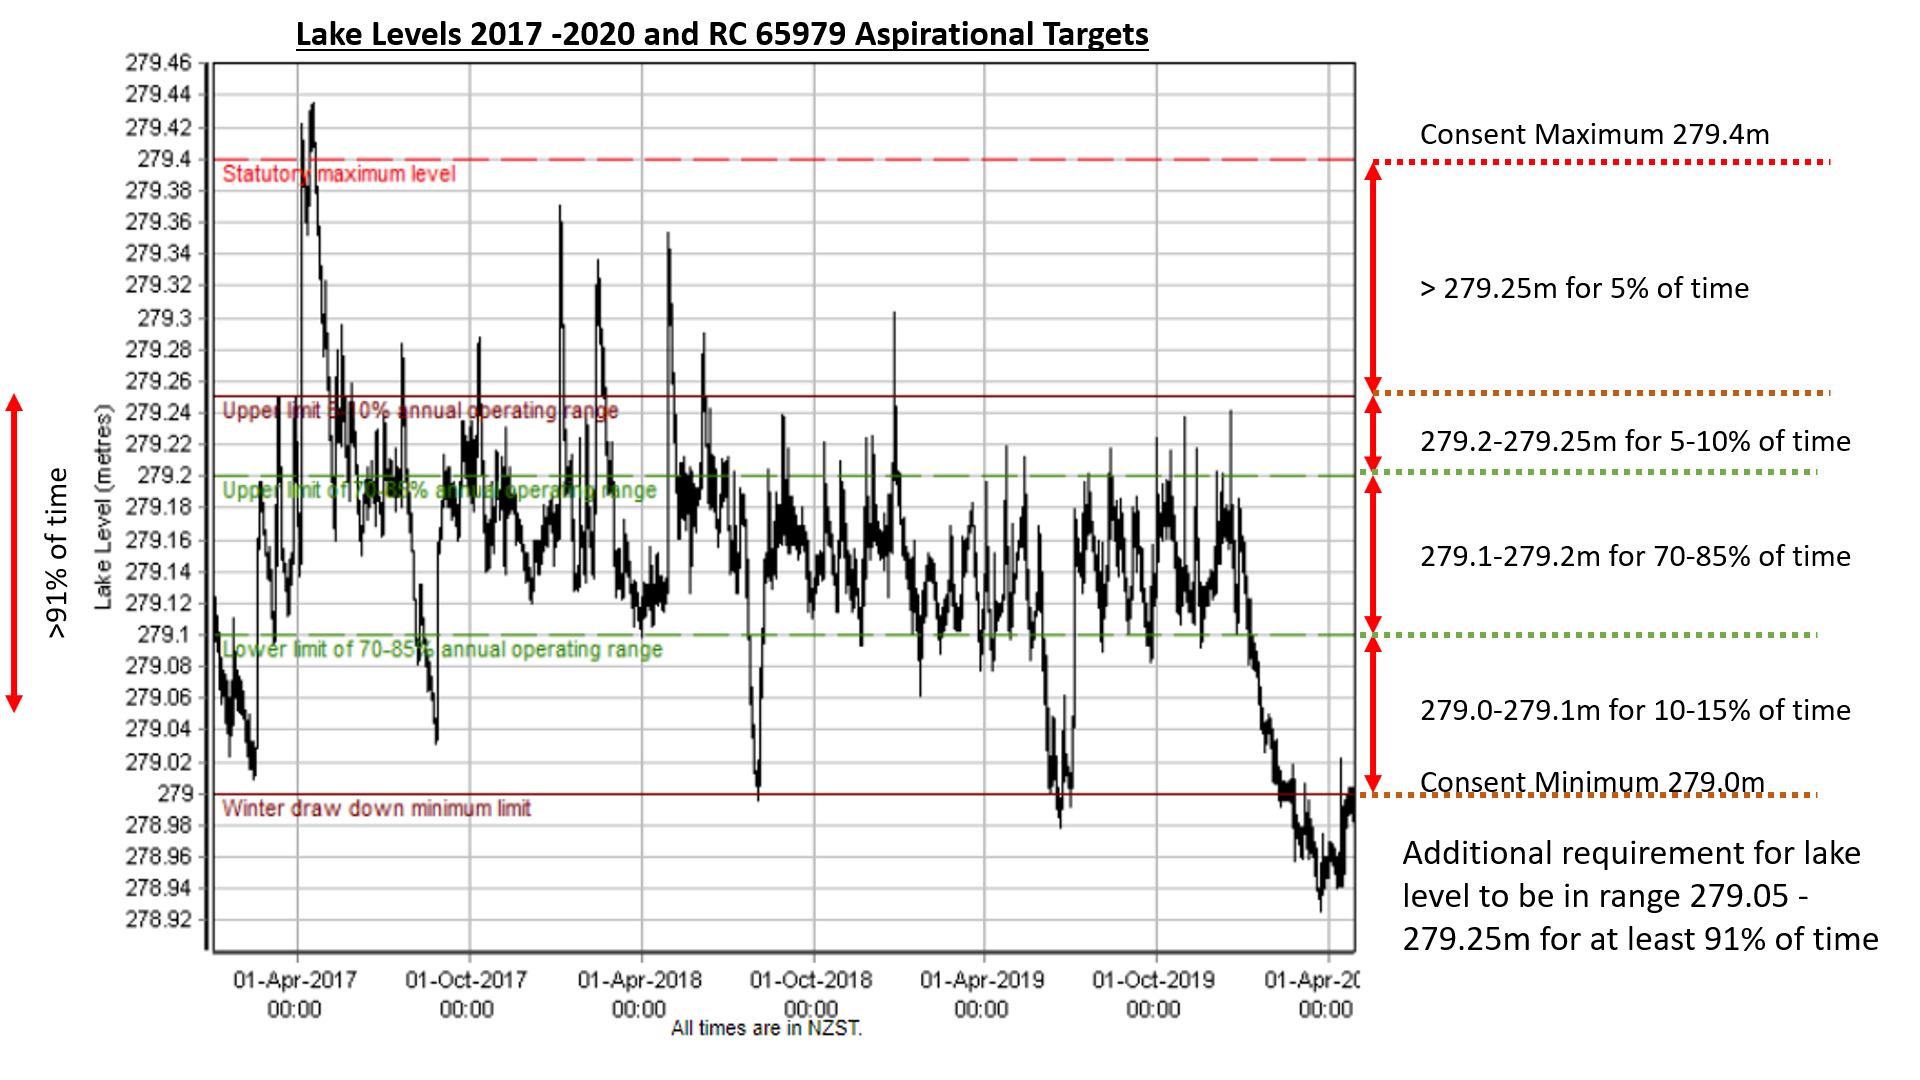 Lake Levels 2017 -2020 and RC 65979 Aspirational Targets
279.46
279.44
279.42
279.4
279.38
279.36
279.34
279.32
279.3
279.28
279.26
279.24
279.22
279.2
279.18
279.16
279.14
279.12
279.1
279.08
279.06
279.04
279.02
279
278.98
278.96
278.94
278.92
Lake Level (metres)
>91% of time
Statutory maximum level
Upper limit 5-10% annual operating range
Upper limit of 70-85% annual operating range
Lower limit of 70-85% annual operating range
Winter draw down minimum limit
01-Apr-2017 01-Oct-2017 01-Apr-2018 01-Oct-2018 01-Apr-2019 01-Oct-2019 01-Apr-20
00:00 00:00 00:00 00:00 00:00 00:00 00:00
All times are in NZST.
Consent Maximum 279.4m
> 279.25m for 5% of time
279.2-279.25m for 5-10% of time
279.1-279.2m for 70-85% of time
279.0-279.1m for 10-15% of time
Consent Minimum 279.0m
Additional requirement for lake
level to be in range 279.05 -
279.25m for at least 91% of time